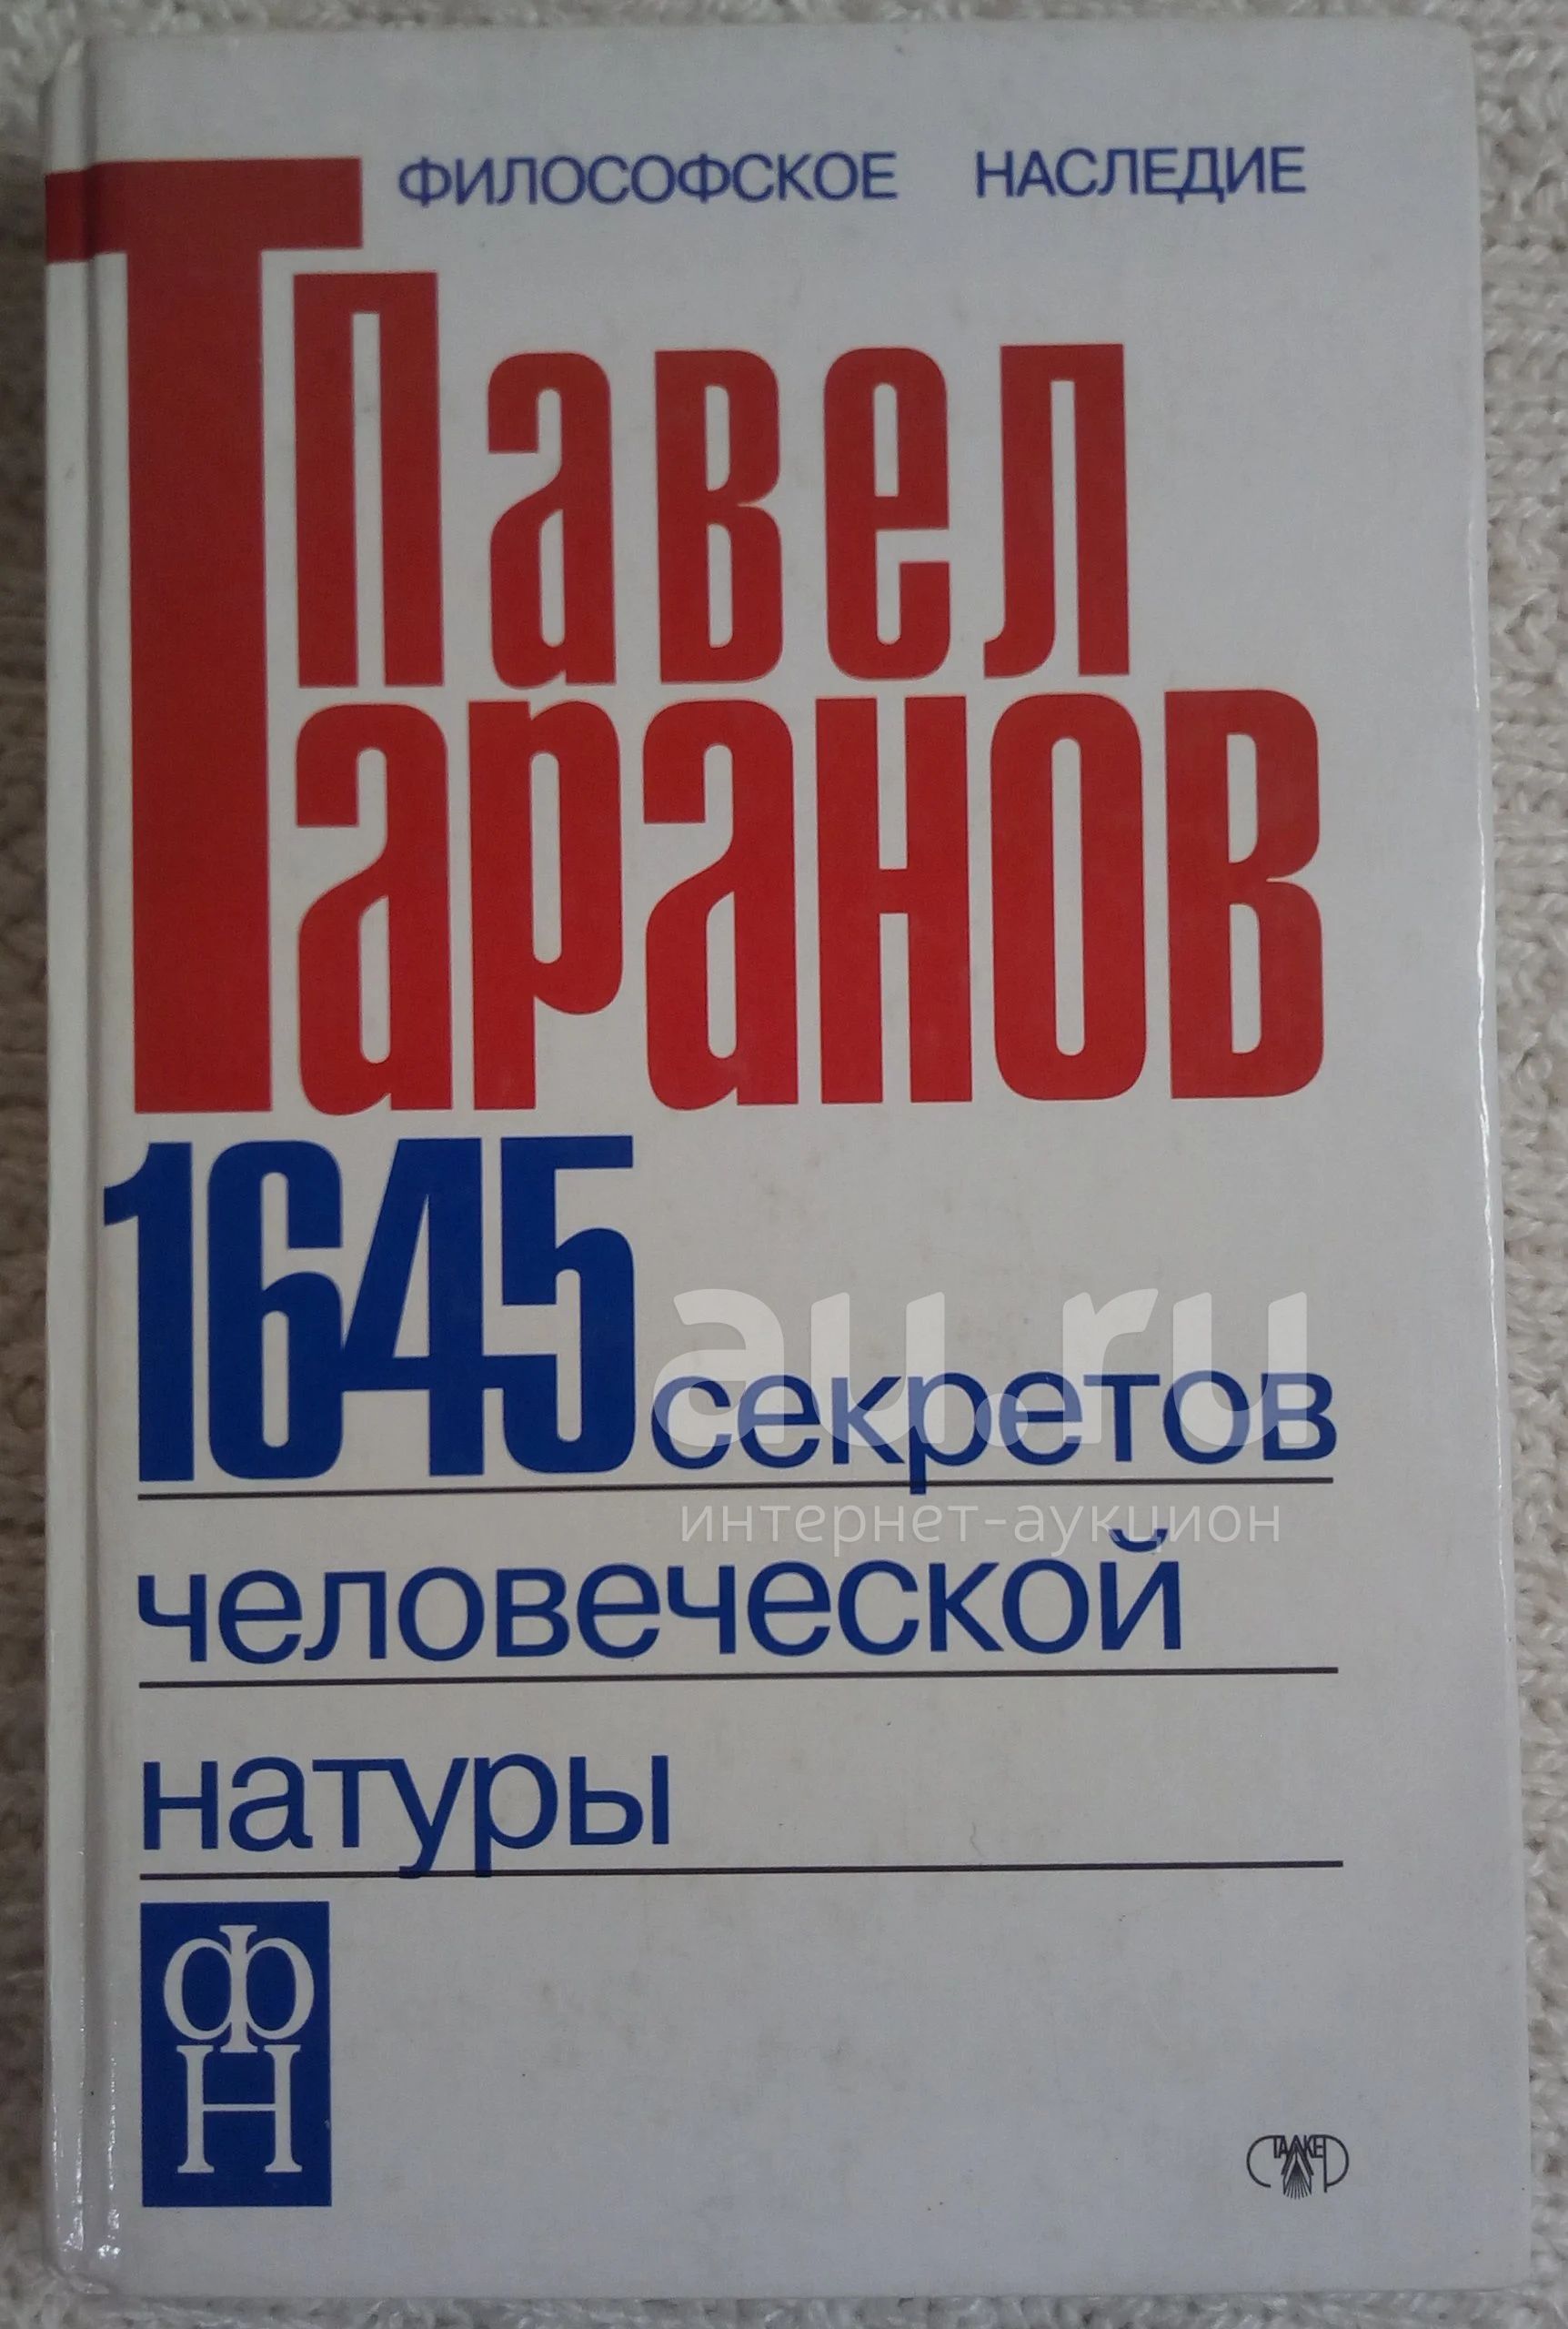 ФИЛОСОФСКОЕ НАСЛЕДИЕ
Павел
Таранов
1645 секретов
человеческой
натуры
au.ru
интернет-аукцион
ФН
СТАЛКЕР